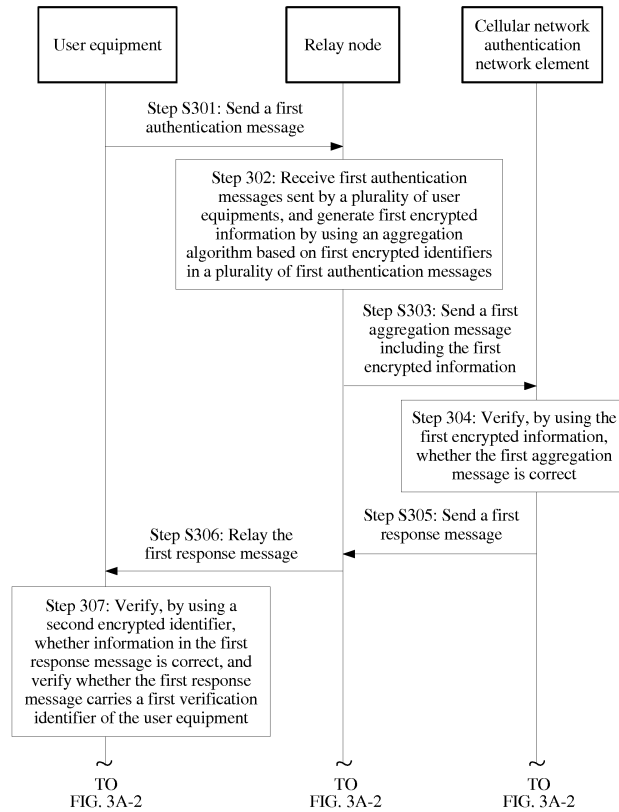 User equipment
Relay node
Cellular network
authentication
network element
Step S301: Send a first
authentication message
Step 302: Receive first authentication
messages sent by a plurality of user
equipments, and generate first encrypted
information by using an aggregation
algorithm based on first encrypted identifiers
in a plurality of first authentication messages
Step S303: Send a first
aggregation message
including the first
encrypted information
Step 304: Verify, by using the
first encrypted information,
whether the first aggregation
message is correct
Step S305: Send a first
response message
Step S306: Relay the
first response message
Step 307: Verify, by using a
second encrypted identifier,
whether information in the first
response message is correct, and
verify whether the first response
message carries a first verification
identifier of the user equipment
~
TO
FIG. 3A-2
~
TO
FIG. 3A-2
~
TO
FIG. 3A-2